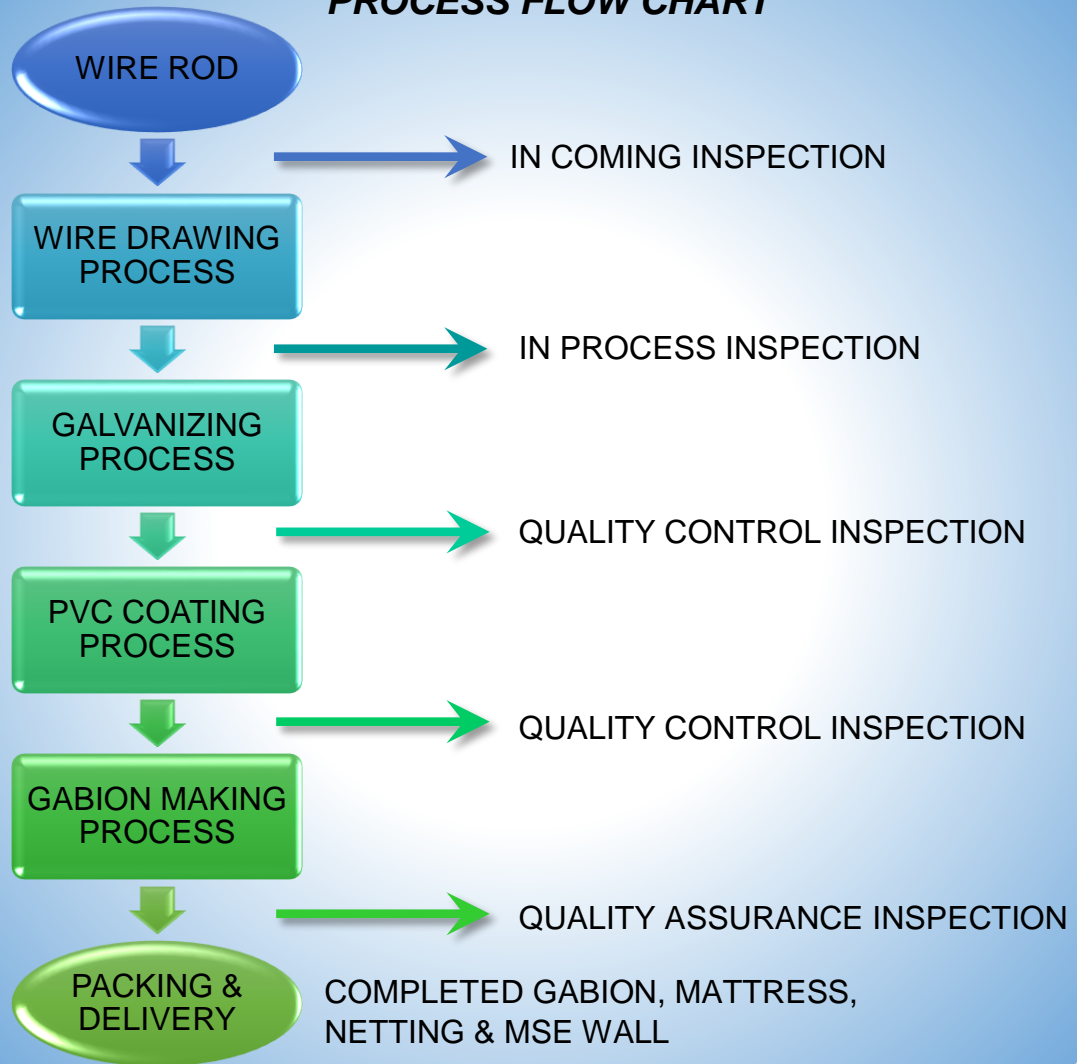 PROCESS FLOW CHART
WIRE ROD
IN COMING INSPECTION
WIRE DRAWING
PROCESS
IN PROCESS INSPECTION
GALVANIZING
PROCESS
QUALITY CONTROL INSPECTION
PVC COATING
PROCESS
QUALITY CONTROL INSPECTION
GABION MAKING
PROCESS
QUALITY ASSURANCE INSPECTION
PACKING &
DELIVERY
COMPLETED GABION, MATTRESS,
NETTING & MSE WALL